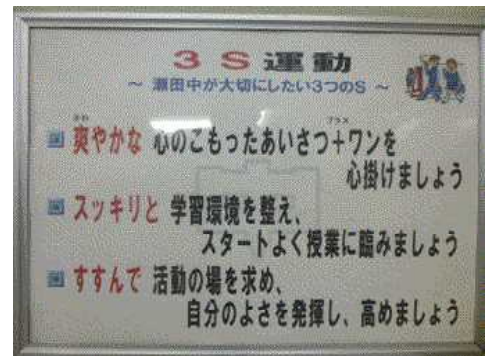 3S運動
～ 瀬田中が大切にしたい3つのS ～
爽やかな 心のこもったあいさつ+ワンを
心掛けましょう
スッキリと 学習環境を整え、
スタートよく授業に臨みましょう
すすんで 活動の場を求め、
自分のよさを発揮し、高めましょう